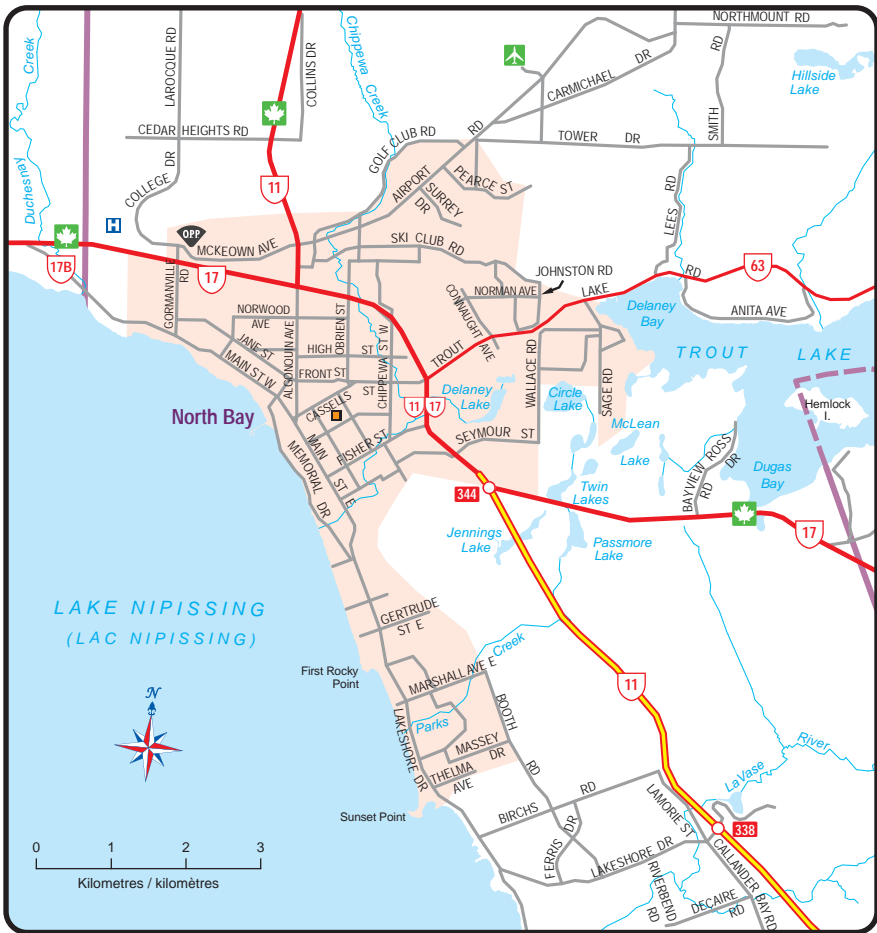 NORTHMOUNT RD
Creek
Duchesnay
LAROCQUE RD
COLLINS DR
Chippewa
Creek
CARMICHAEL DR
SMITH RD
Hillside
Lake
CEDAR HEIGHTS RD
GOLF CLUB RD
TOWER DR
COLLEGE DR
11
AIRPORT RD
PEARCE ST
SURREY
DR
LEES RD
H
OPP
MCKEOWN AVE
SKI CLUB RD
17B
17
GORMANVILLE
RD
JOHNSTON RD
NORMAN AVE
LAKE
RD
63
CONNAUGHT AVE
Delaney
Bay
ANITA AVE
NORWOOD
AVE
OBRIEN ST
ALGONQUIN AVE
JANE ST
HIGH ST
CHIPPEWA ST W
TROUT
MAIN ST W
FRONT ST
ST
CASSELLS
WALLACE RD
SAGE RD
TROUT LAKE
Hemlock
I.
North Bay
11 17
Delaney
Lake
Circle
Lake
McLean
Lake
MAIN
ST E
FISHER ST
SEYMOUR ST
MEMORIAL DR
BAYVIEW
RD
ROSS
DR
Dugas
Bay
344
Twin
Lakes
Jennings
Lake
Passmore
Lake
17
LAKE NIPISSING
(LAC NIPISSING)
GERTRUDE
ST E
Creek
First Rocky
Point
MARSHALL AVE E
11
BOOTH
RD
Parks
LAKESHORE DR
MASSEY
DR
THELMA
AVE
N
River
La Vase
Sunset Point
BIRCHS RD
LAMORIE ST
338
FERRIS DR
LAKESHORE DR
CALLANDER BAY RD
RIVERBEND
RD
DECAIRE
RD
0 1 2 3
Kilometres / kilomètres